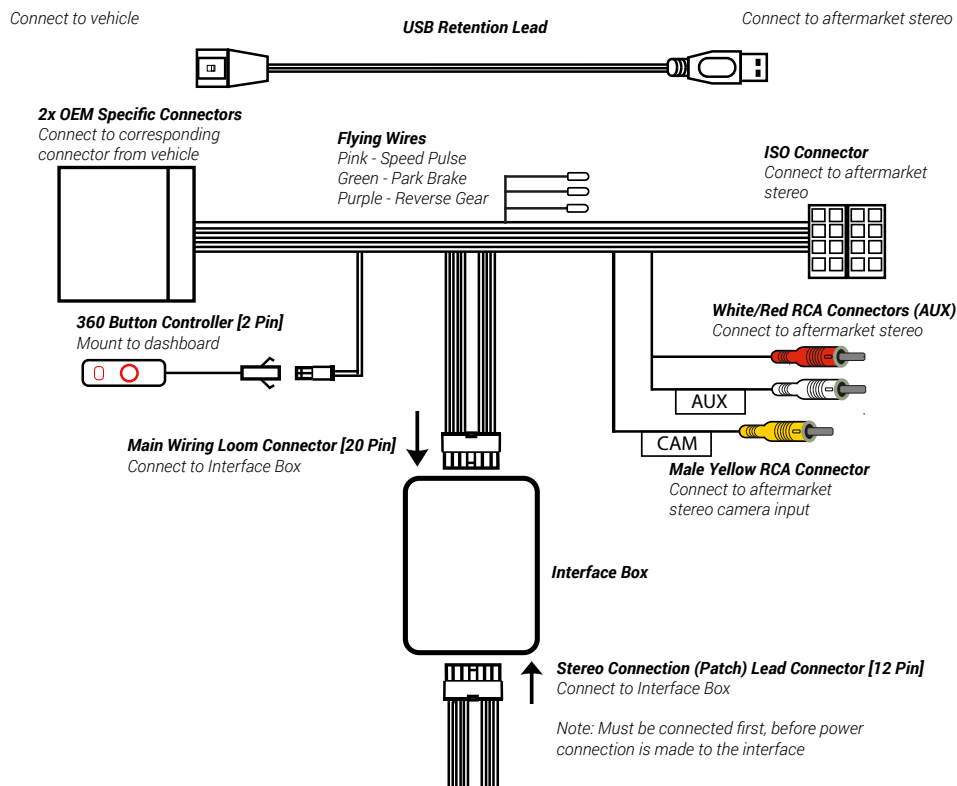 Connect to vehicle
USB Retention Lead
Connect to aftermarket stereo
2x OEM Specific Connectors
Connect to corresponding
connector from vehicle
Flying Wires
Pink - Speed Pulse
Green - Park Brake
Purple - Reverse Gear
ISO Connector
Connect to aftermarket
stereo
360 Button Controller [2 Pin]
Mount to dashboard
White/Red RCA Connectors (AUX)
Connect to aftermarket stereo
AUX
CAM
Main Wiring Loom Connector [20 Pin]
Connect to Interface Box
Male Yellow RCA Connector
Connect to aftermarket
stereo camera input
Interface Box
Stereo Connection (Patch) Lead Connector [12 Pin]
Connect to Interface Box
Note: Must be connected first, before power
connection is made to the interface